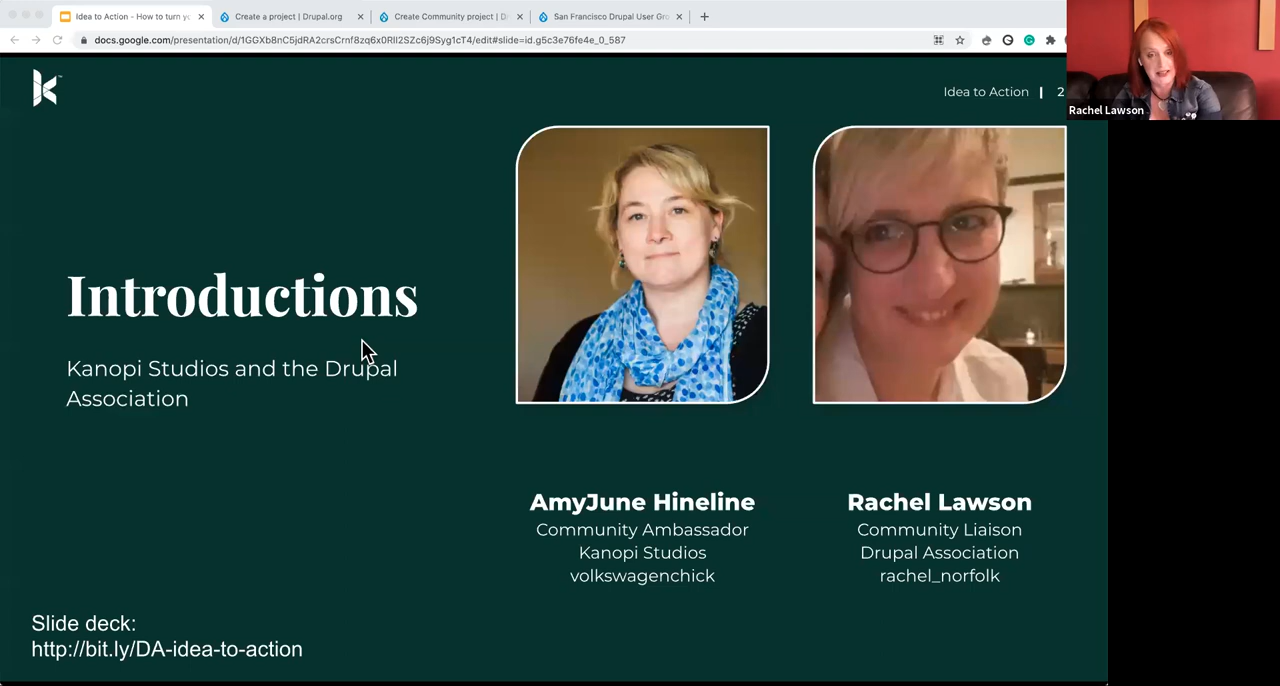 Idea to Action - How to turn yo
Create a project | Drupal.org
Create Community project | D
San Francisco Drupal User Gro
docs.google.com/presentation/d/1GGXb8nC5jdRA2crsCrnf8zq6x0RlI2SZc6j9Syg1cT4/edit#slide=id.g5c3e76fe4e_0_587
Idea to Action | 2
Rachel Lawson
Introductions
Kanopi Studios and the Drupal
Association
AmyJune Hineline
Community Ambassador
Kanopi Studios
volkswagenchick
Rachel Lawson
Community Liaison
Drupal Association
rachel_norfolk
Slide deck:
http://bit.ly/DA-idea-to-action